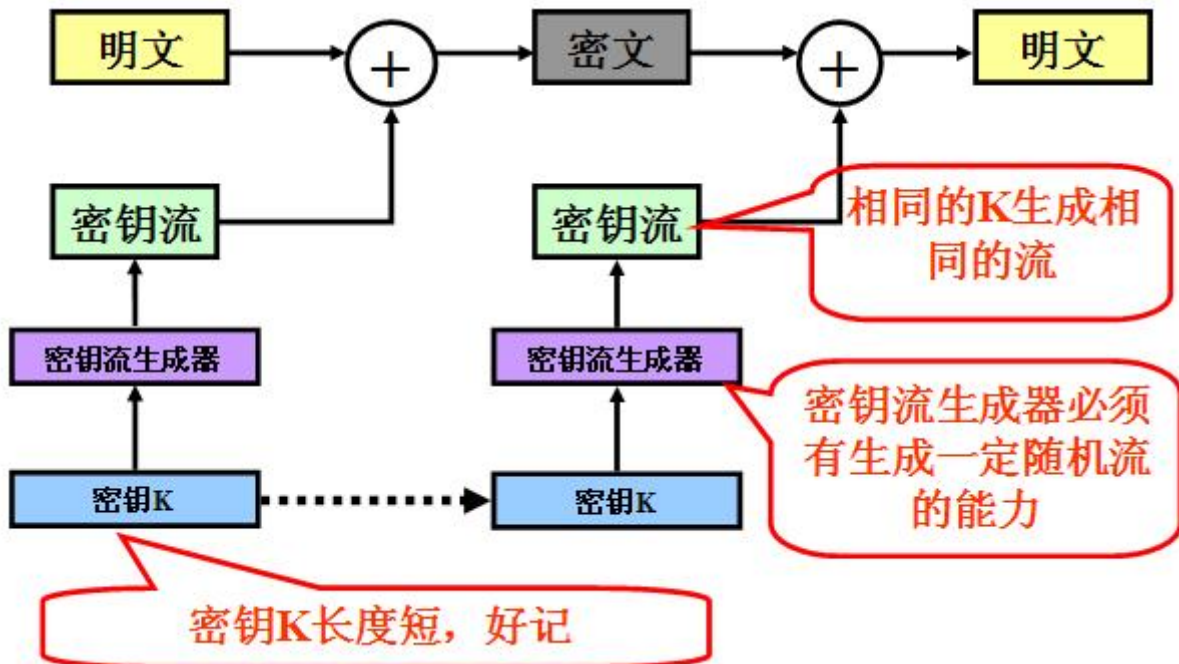 明文
密文
明文
密钥流
密钥流
相同的K生成相
同的流
密钥流生成器
密钥流生成器
密钥流生成器必须
有生成一定随机流
的能力
密钥K
密钥K
密钥K长度短，好记